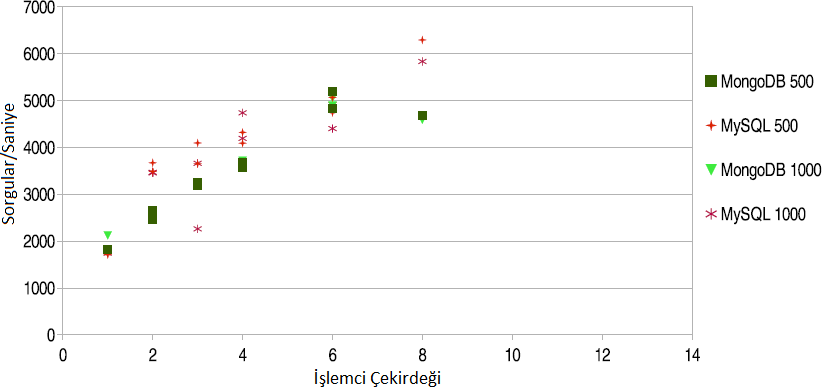 7000
6000
5000
4000
3000
2000
1000
0
Sorgular/Saniye
0 2 4 6 8 10 12 14
İşlemci Çekirdeği
MongoDB 500
MySQL 500
MongoDB 1000
MySQL 1000